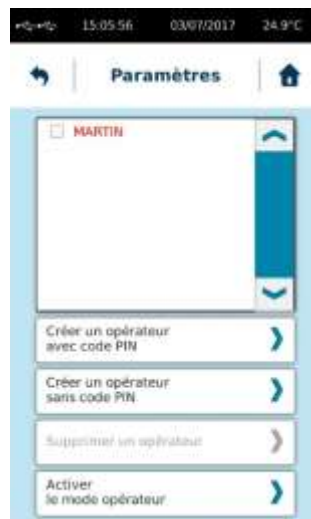 15:05:56 03/07/2017 24.9°C
Paramètres
MARTIN
Créer un opérateur
avec code PIN
Créer un opérateur
sans code PIN
Supprimer un opérateur
Activer
le mode opérateur